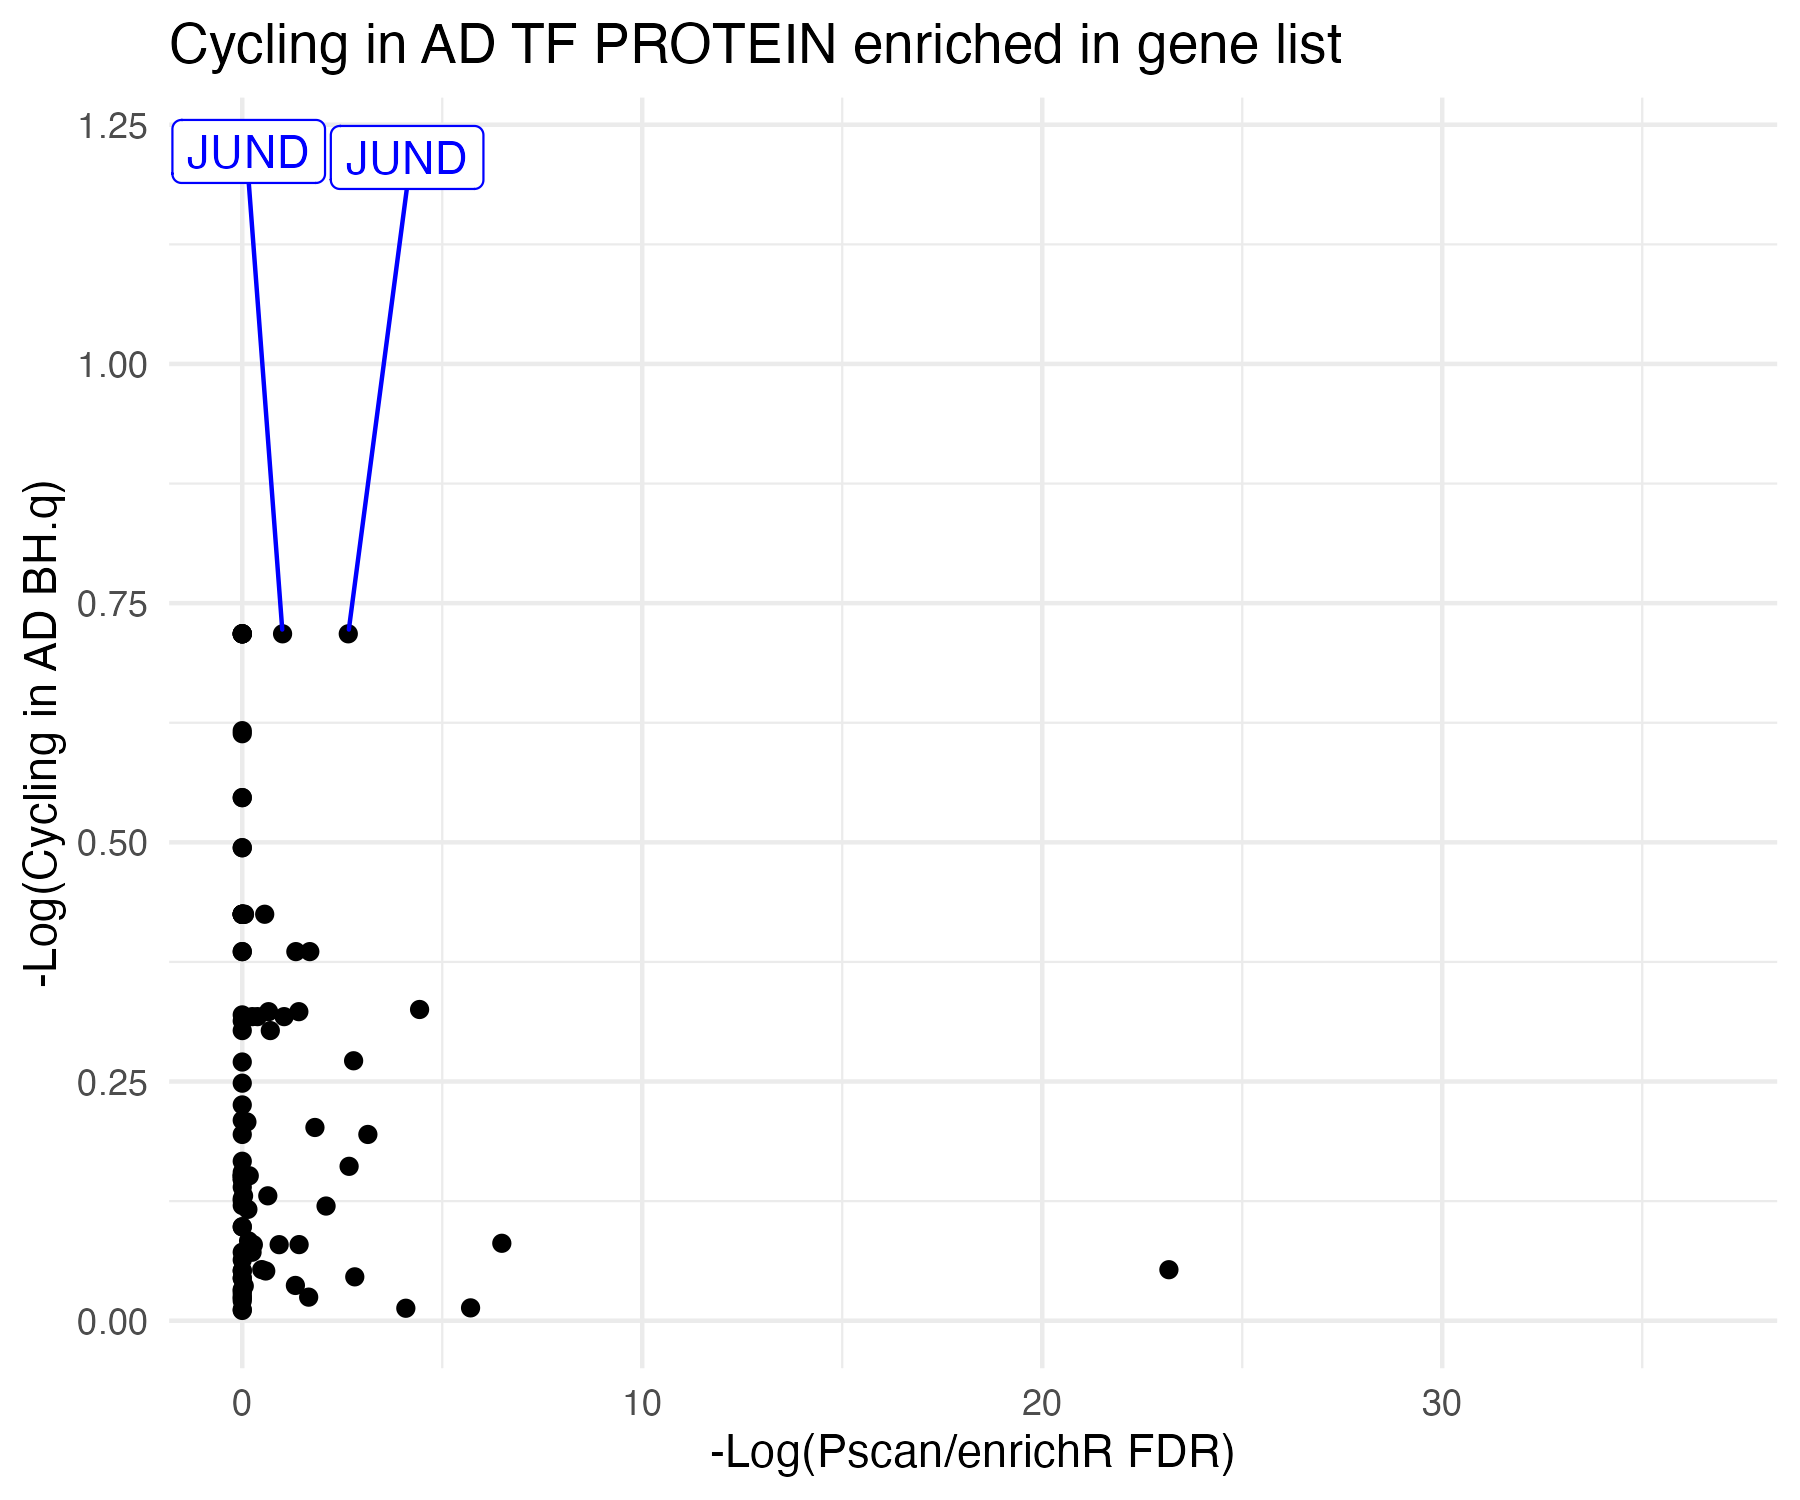 Cycling in AD TF PROTEIN enriched in gene list
JUND
JUND
1.25
1.00
0.75
0.50
0.25
0.00
-Log(Cycling in AD BH.q)
0
10
20
30
-Log(Pscan/enrichR FDR)